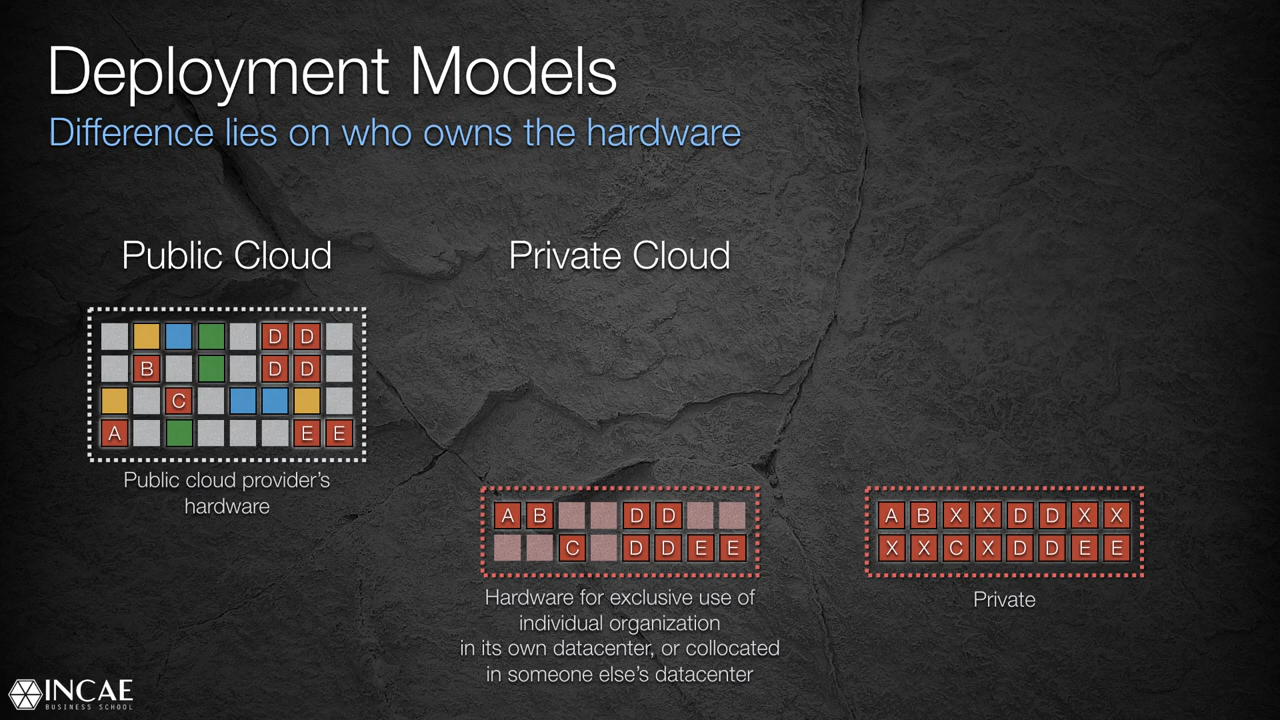 Deployment Models
Difference lies on who owns the hardware
Public Cloud
D D
B D D
C
A E E
Public cloud provider's
hardware
Private Cloud
A B D D
C D D E E
Hardware for exclusive use of
individual organization
in its own datacenter, or collocated
in someone else's datacenter
A B X X D D X X
X X C X D D E E
Private
INCAE
BUSINESS SCHOOL